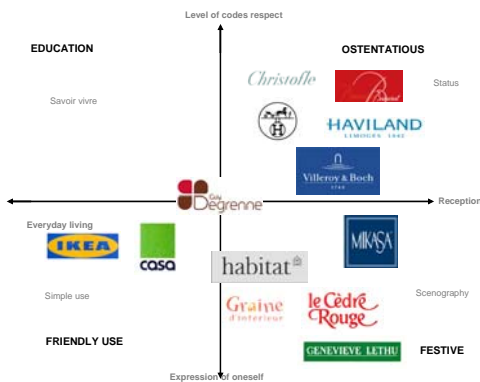 Level of codes respect
EDUCATION
OSTENTATIOUS
Christofle
Status
Savoir vivre
HAVILAND
LIMOGES 1842
Villeroy & Boch
1748
Guy
Degrenne
Reception
Everyday living
IKEA
casa
MIKASA
habitat
Simple use
Graine
d'intérieur
le Cèdre
Rouge
Scenography
FRIENDLY USE
GENEVIEVE LETHU
FESTIVE
Expression of oneself